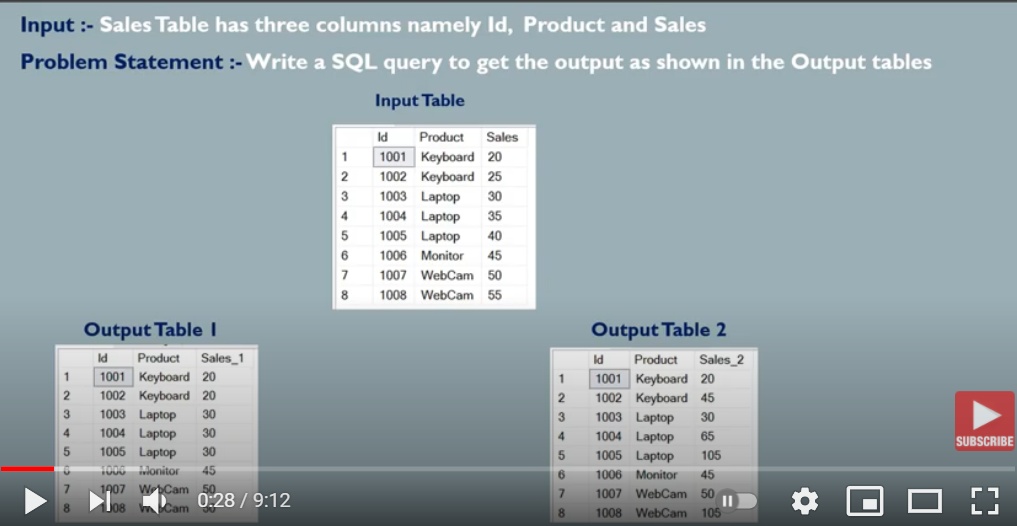 Input :- Sales Table has three columns namely Id, Product and Sales
Problem Statement :- Write a SQL query to get the output as shown in the Output tables
Input Table
Id Product Sales
1 1001 Keyboard 20
2 1002 Keyboard 25
3 1003 Laptop 30
4 1004 Laptop 35
5 1005 Laptop 40
6 1006 Monitor 45
7 1007 WebCam 50
8 1008 WebCam 55
Output Table 1
Id Product Sales_1
1 1001 Keyboard 20
2 1002 Keyboard 20
3 1003 Laptop 30
4 1004 Laptop 30
5 1005 Laptop 30
6 1006 Monitor 45
7 1007 WebCam 50
8 1008 WebCam
Output Table 2
Id Product Sales_2
1 1001 Keyboard 20
2 1002 Keyboard 45
3 1003 Laptop 30
4 1004 Laptop 65
5 1005 Laptop 105
6 1006 Monitor 45
7 1007 WebCam 50
8 1008 WebCam 105
SUBSCRIBE
0:28 / 9:12